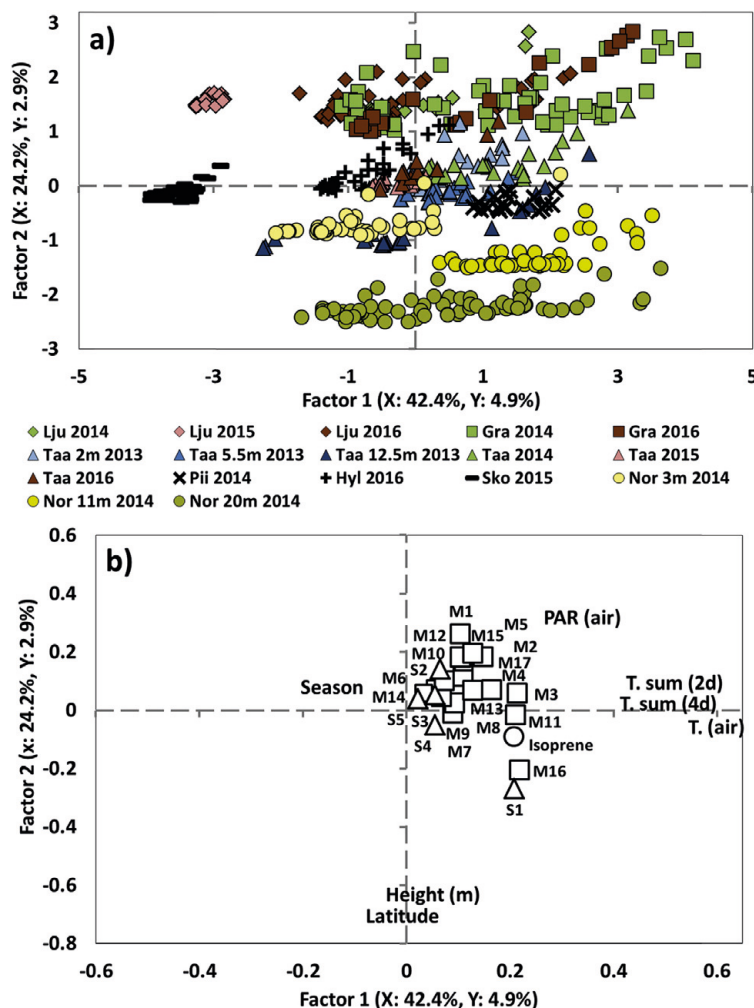 a)
3
2
1
0
-1
-2
-3
Factor 2 (X: 24.2%, Y: 2.9%)
-5 -3 -1 1 3 5
Factor 1 (X: 42.4%, Y: 4.9%)
Lju 2014 Lju 2015 Lju 2016 Gra 2014 Gra 2016
Taa 2m 2013 Taa 5.5m 2013 Taa 12.5m 2013 Taa 2014 Taa 2015
Taa 2016 Pii 2014 Hyl 2016 Sko 2015 Nor 3m 2014
Nor 11m 2014 Nor 20m 2014
b)
0.6
0.4
0.2
0
-0.2
-0.4
-0.6
-0.8
Factor 2 (x: 24.2%, Y: 2.9%)
M1 M5 PAR (air)
M12 M15 M2
M10 M17
S2 M4
M6 M3
Season
M14 M13
S5 S3 M8 M11
S4 M9
M7
T. sum (2d)
T. sum (4d)
T. (air)
Isoprene
M16
S1
Height (m)
Latitude
-0.6 -0.4 -0.2 0 0.2 0.4 0.6
Factor 1 (X: 42.4%, Y: 4.9%)